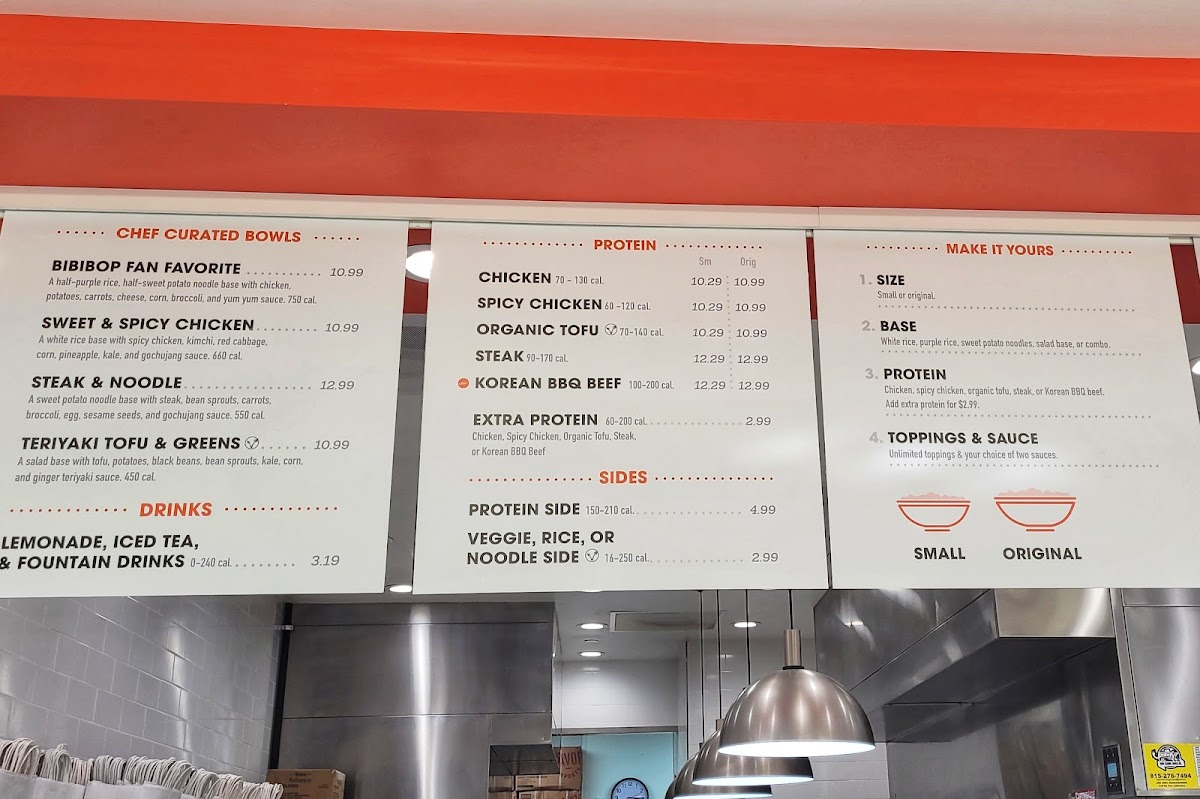 CHEF CURATED BOWLS
BIBIBOP FAN FAVORITE 10.99
A half-purple rice, half-sweet potato noodle base with chicken,
potatoes, carrots, cheese, corn, broccoli, and yum yum sauce. 750 cal.
SWEET & SPICY CHICKEN 10.99
A white rice base with spicy chicken, kimchi, red cabbage,
corn, pineapple, kale, and gochujang sauce. 660 cal.
STEAK & NOODLE 12.99
A sweet potato noodle base with steak, bean sprouts, carrots,
broccoli, egg, sesame seeds, and gochujang sauce. 550 cal.
TERIYAKI TOFU & GREENS 10.99
A salad base with tofu, potatoes, black beans, bean sprouts, kale, corn,
and ginger teriyaki sauce. 450 cal.
DRINKS
LEMONADE, ICED TEA,
& FOUNTAIN DRINKS 0-240 cal. 3.19
PROTEIN
Sm Orig
CHICKEN 70 - 130 cal. 10.29 10.99
SPICY CHICKEN 60 -120 cal. 10.29 10.99
ORGANIC TOFU 70-140 cal. 10.29 10.99
STEAK 90-170 cal. 12.29 12.99
KOREAN BBQ BEEF 100-200 cal. 12.29 12.99
EXTRA PROTEIN 60-200 cal. 2.99
Chicken, Spicy Chicken, Organic Tofu, Steak,
or Korean BBQ Beef
SIDES
PROTEIN SIDE 150-210 cal. 4.99
VEGGIE, RICE, OR
NOODLE SIDE 16-250 cal. 2.99
MAKE IT YOURS
1. SIZE
Small or original.
2. BASE
White rice, purple rice, sweet potato noodles, salad base, or combo.
3. PROTEIN
Chicken, spicy chicken, organic tofu, steak, or Korean BBQ beef.
Add extra protein for $2.99.
4. TOPPINGS & SAUCE
Unlimited toppings & your choice of two sauces.
SMALL ORIGINAL
815-276-7494